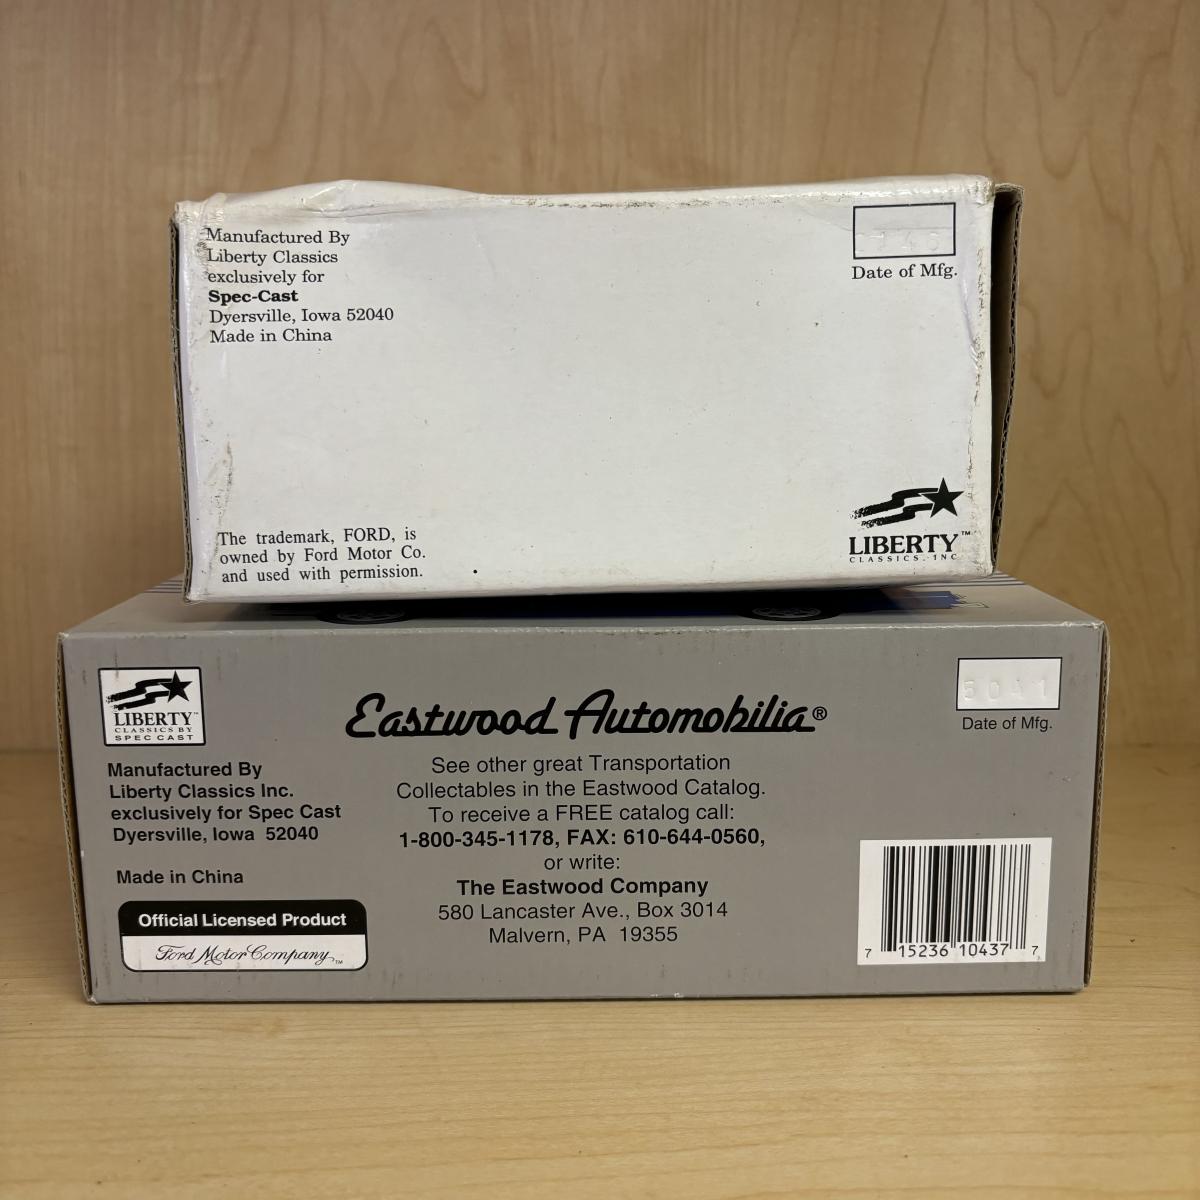 Manufactured By
Liberty Classics
exclusively for
Spec-Cast
Dyersville, Iowa 52040
Made in China
Date of Mfg.
The trademark, FORD, is
owned by Ford Motor Co.
and used with permission.
LIBERTY™
CLASSICS, INC
LIBERTY™
CLASSICS BY
SPEC CAST
Manufactured By
Liberty Classics Inc.
exclusively for Spec Cast
Dyersville, Iowa 52040
Made in China
Official Licensed Product
Ford Motor Company™
Eastwood Automobilia®
See other great Transportation
Collectables in the Eastwood Catalog.
To receive a FREE catalog call:
1-800-345-1178, FAX: 610-644-0560,
or write:
The Eastwood Company
580 Lancaster Ave., Box 3014
Malvern, PA 19355
5041
Date of Mfg.
7 15236 10437 7